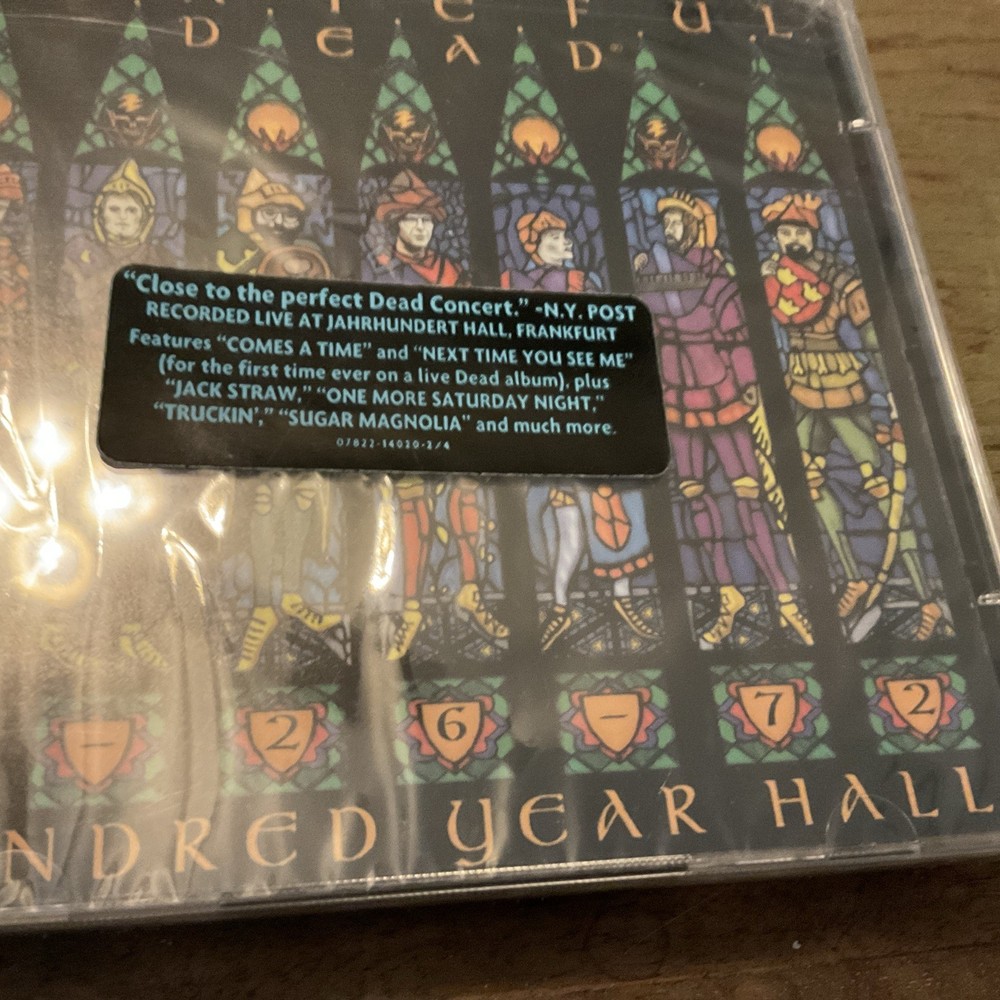 T E F U L
D E A D
"Close to the perfect Dead Concert." -N.Y. POST
RECORDED LIVE AT JAHRHUNDERT HALL, FRANKFURT
Features "COMES A TIME" and "NEXT TIME YOU SEE ME"
(for the first time ever on a live Dead album), plus
"JACK STRAW," "ONE MORE SATURDAY NIGHT,"
"TRUCKIN'," "SUGAR MAGNOLIA" and much more.
07822-14020-2/4
- 2 6 - 7 2
NDRED YEAR HALL